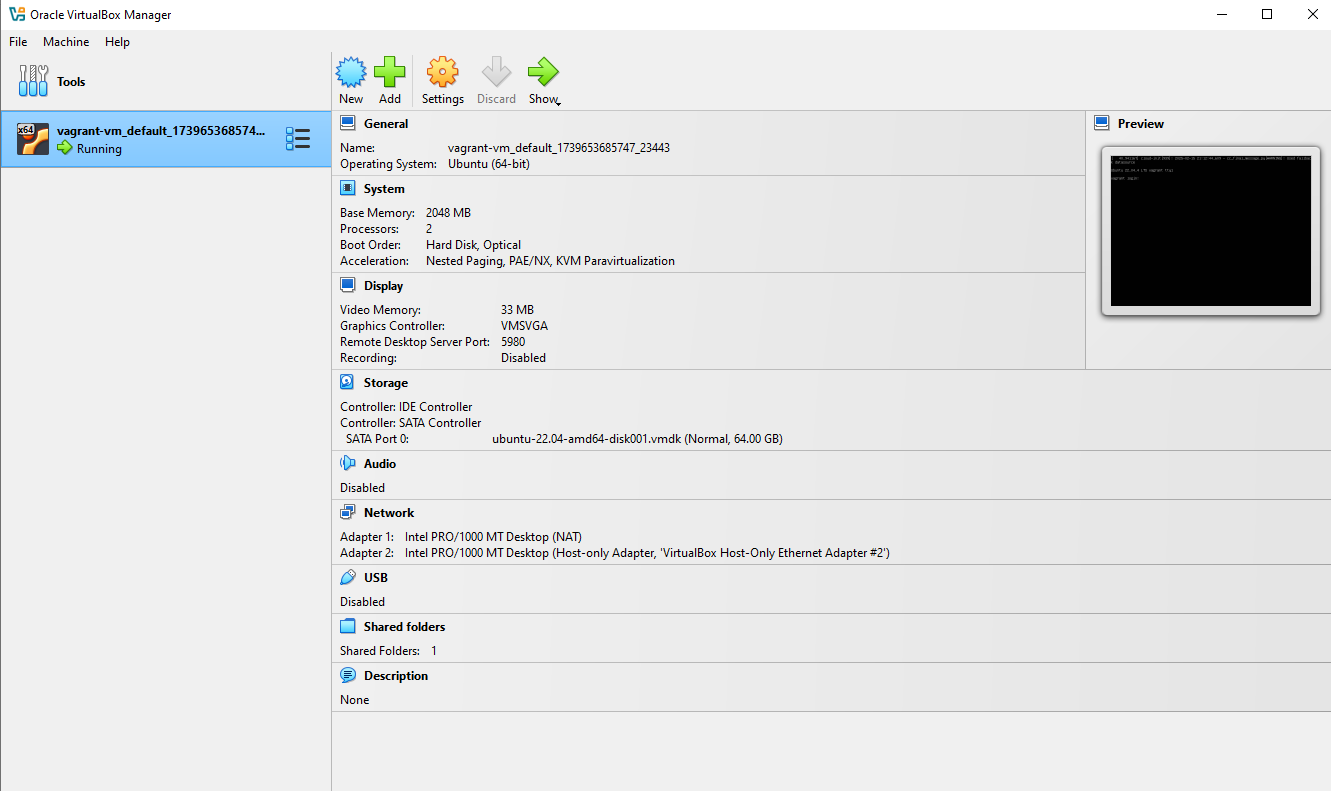 Oracle VirtualBox Manager
File Machine Help
Tools
New Add Settings Discard Show
x64
vagrant-vm_default_173965368574...
Running
General
Name: vagrant-vm_default_1739653685747_23443
Operating System: Ubuntu (64-bit)
System
Base Memory: 2048 MB
Processors: 2
Boot Order: Hard Disk, Optical
Acceleration: Nested Paging, PAE/NX, KVM Paravirtualization
Display
Video Memory: 33 MB
Graphics Controller: VMSVGA
Remote Desktop Server Port: 5980
Recording: Disabled
Preview
Storage
Controller: IDE Controller
Controller: SATA Controller
SATA Port 0: ubuntu-22.04-amd64-disk001.vmdk (Normal, 64.00 GB)
Audio
Disabled
Network
Adapter 1: Intel PRO/1000 MT Desktop (NAT)
Adapter 2: Intel PRO/1000 MT Desktop (Host-only Adapter, 'VirtualBox Host-Only Ethernet Adapter #2')
USB
Disabled
Shared folders
Shared Folders: 1
Description
None